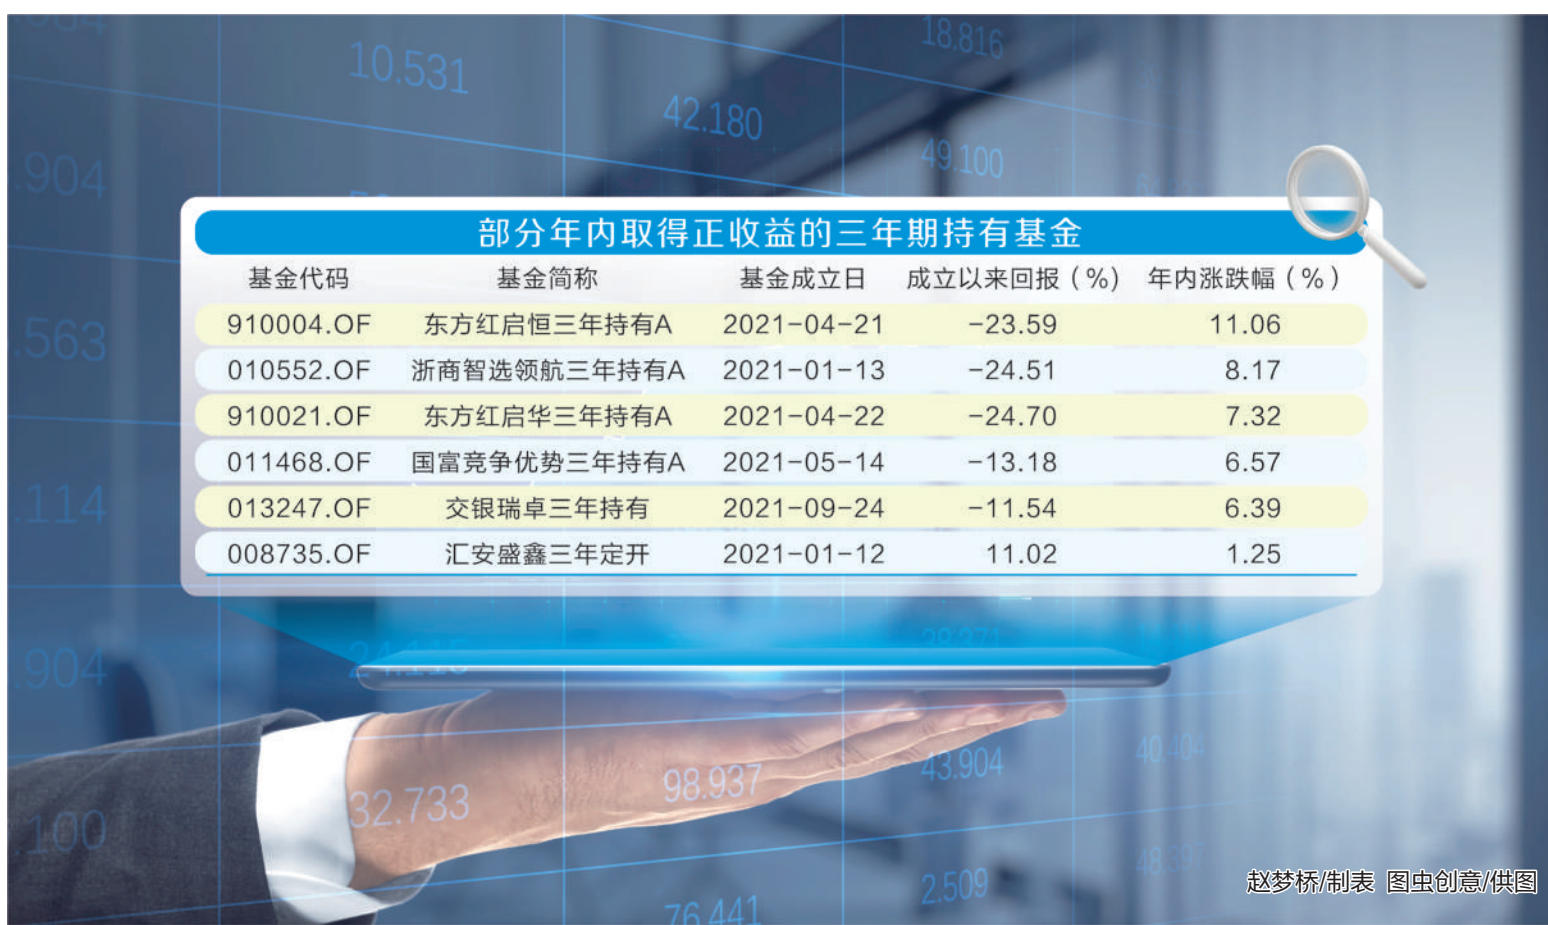 10.531
18.816
42.180
49.100
.904
部分年内取得正收益的三年期持有基金
基金代码 基金简称 基金成立日 成立以来回报（%） 年内涨跌幅（%）
910004.OF 东方红启恒三年持有A 2021-04-21 -23.59 11.06
.563
010552.OF 浙商智选领航三年持有A 2021-01-13 -24.51 8.17
910021.OF 东方红启华三年持有A 2021-04-22 -24.70 7.32
011468.OF 国富竞争优势三年持有A 2021-05-14 -13.18 6.57
.114
013247.OF 交银瑞卓三年持有 2021-09-24 -11.54 6.39
008735.OF 汇安盛鑫三年定开 2021-01-12 11.02 1.25
.904
24.115
28.371
32.733
98.937
43.904
40.404
.100
2.509
76.441
赵梦桥/制表 图虫创意/供图